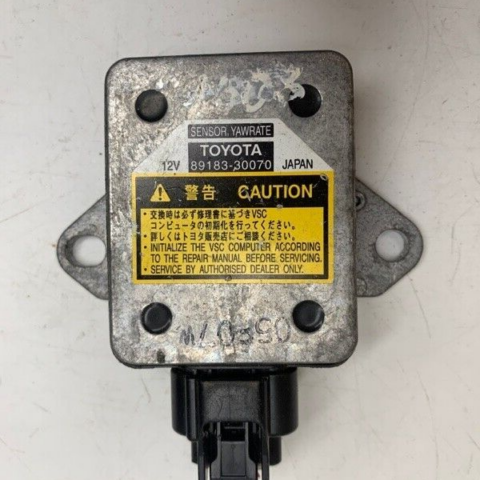 SENSOR, YAWRATE
TOYOTA
12V 89183-30070 JAPAN
警告 CAUTION
・交換時は必ず修理書に基づきVSC
コンピュータの初期化を行ってください。
・詳しくはトヨタ販売店にご相談ください。
・INITIALIZE THE VSC COMPUTER ACCORDING
TO THE REPAIR MANUAL BEFORE SERVICING.
・SERVICE BY AUTHORISED DEALER ONLY.